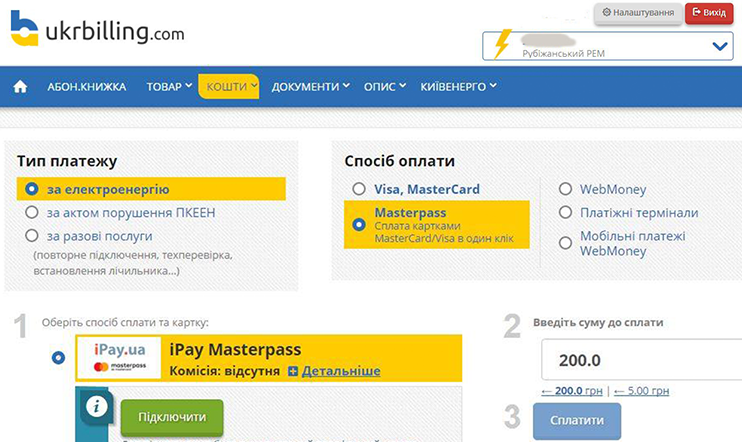 ukrbilling.com
Налаштування
Вихід
Рубіжанський РЕМ
АБОН.КНИЖКА ТОВАР КОШТИ ДОКУМЕНТИ ОПИС КИЇВЕНЕРГО
Тип платежу
за електроенергію
за актом порушення ПКЕЕН
за разові послуги
(повторне підключення, техперевірка,
встановлення лічильника...)
Спосіб оплати
Visa, MasterCard
Masterpass
Сплата картками
MasterCard/Visa в один клік
WebMoney
Платіжні термінали
Мобільні платежі
WebMoney
1 Оберіть спосіб сплати та картку:
iPay.ua
masterpass
iPay Masterpass
Комісія: відсутня Детальніше
i
Підключити
2 Введіть суму до сплати
200.0
← 200.0 грн | ← 5.00 грн
3 Сплатити